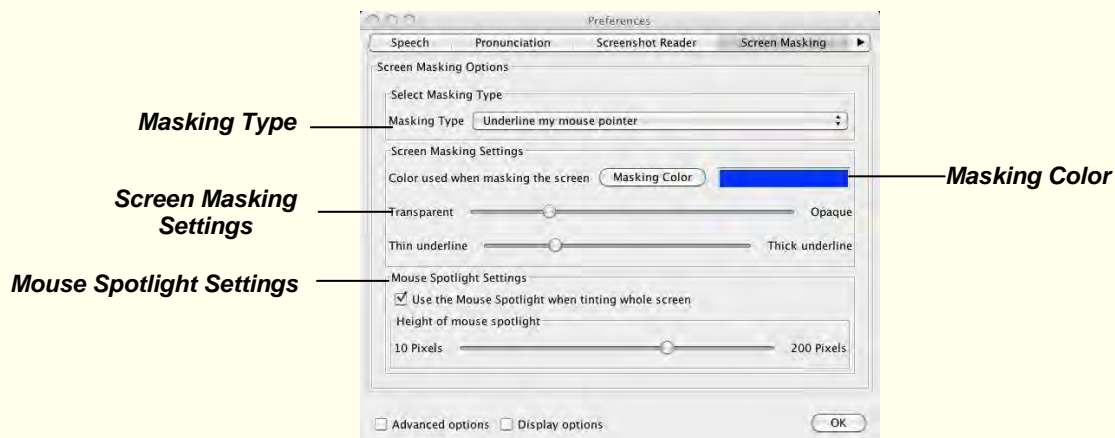 Preferences
Speech Pronunciation Screenshot Reader Screen Masking
Screen Masking Options
Select Masking Type
Masking Type
Masking Type Underline my mouse pointer
Screen Masking Settings
Color used when masking the screen Masking Color
Masking Color
Screen Masking
Settings
Transparent Opaque
Thin underline Thick underline
Mouse Spotlight Settings
Mouse Spotlight Settings
Use the Mouse Spotlight when tinting whole screen
Height of mouse spotlight
10 Pixels 200 Pixels
Advanced options Display options OK